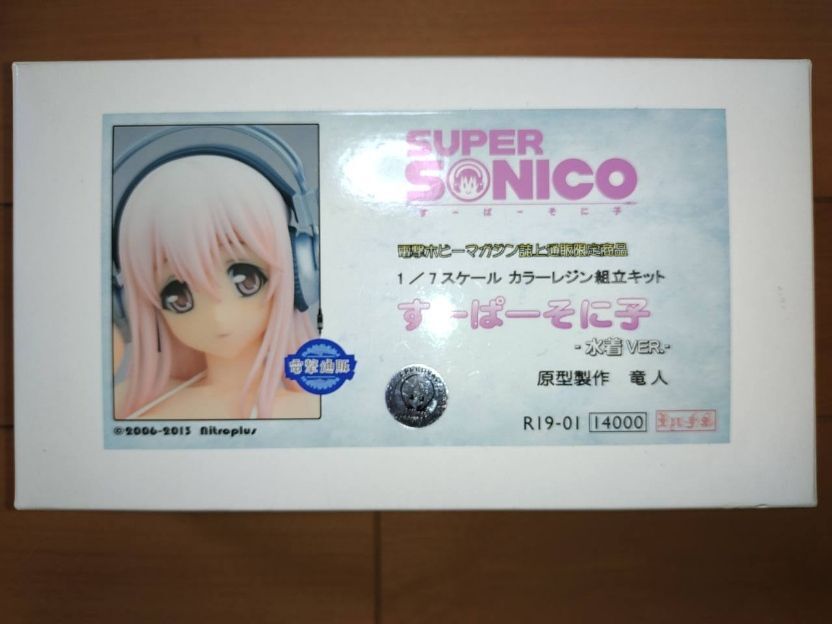 SUPER
SONICO
すーぱーそに子
電撃ホビーマガジン誌上通販限定商品
1/7スケール カラーレジン組立キット
すーぱーそに子
-水着VER.-
電撃通販
原型製作 竜人
©2006-2013 Nitroplus
R19-01 14000